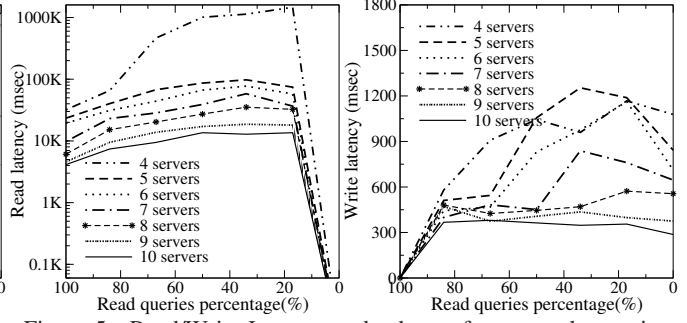 1000K
100K
10K
1K
0.1K
Read latency (msec)
4 servers
5 servers
6 servers
7 servers
8 servers
9 servers
10 servers
100 80 60 40 20 0
Read queries percentage(%)
1800
1500
1200
900
600
300
0
Write latency (msec)
4 servers
5 servers
6 servers
7 servers
8 servers
9 servers
10 servers
100 80 60 40 20 0
Read queries percentage(%)